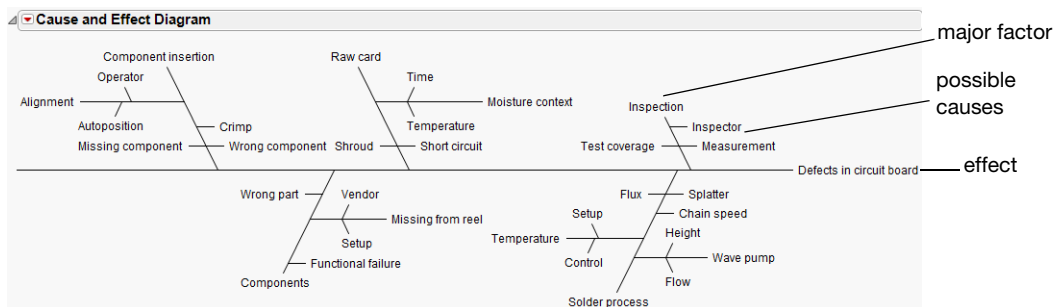 Cause and Effect Diagram
major factor
Component insertion
Raw card
Operator
Time
possible
causes
Alignment
Moisture context
Inspection
Autoposition
Crimp
Temperature
Inspector
Missing component
Wrong component
Shroud
Short circuit
Test coverage
Measurement
Defects in circuit board
effect
Wrong part
Vendor
Flux
Splatter
Missing from reel
Setup
Chain speed
Setup
Temperature
Height
Functional failure
Control
Wave pump
Components
Flow
Solder process